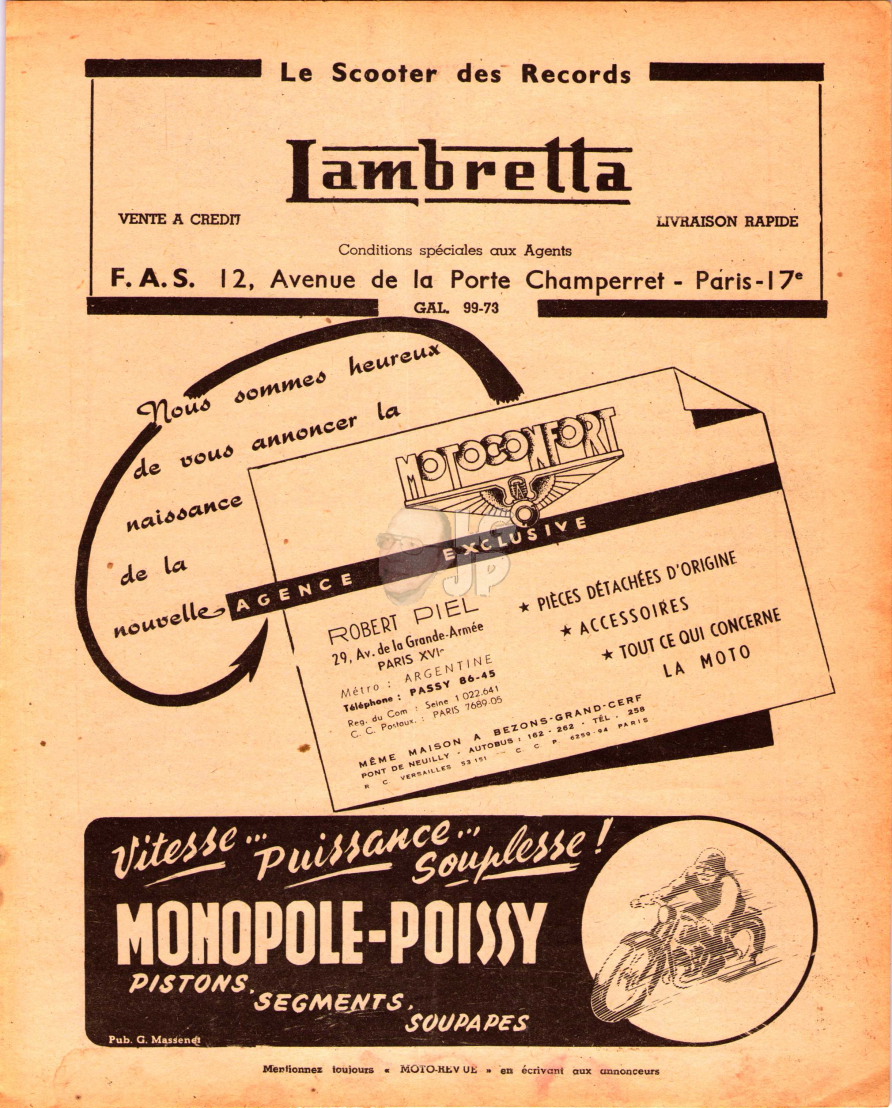 Le Scooter des Records
Lambretta
VENTE A CREDIT
LIVRAISON RAPIDE
Conditions spéciales aux Agents
F.A.S. 12, Avenue de la Porte Champerret - Paris-17e
GAL. 99-73
Nous sommes heureux
de vous annoncer la
naissance
de la
nouvelle
MOTOCONFORT
AGENCE EXCLUSIVE
JSP
ROBERT PIEL
29, Av. de la Grande-Armée
PARIS XVIe
Métro : ARGENTINE
Téléphone : PASSY 86-45
Reg. du Com : Seine 1 022.641
C. C. Postaux. : PARIS 7689-05
★ PIÈCES DÉTACHÉES D'ORIGINE
★ ACCESSOIRES
★ TOUT CE QUI CONCERNE
LA MOTO
MÊME MAISON A BEZONS-GRAND-CERF
PONT DE NEUILLY - AUTOBUS : 162 - 262 - TÉL. 258
R C VERSAILLES 53 151 - C. C. P. 6259-94 PARIS
Vitesse... Puissance... Souplesse !
MONOPOLE-POISSY
PISTONS,
SEGMENTS,
SOUPAPES
Pub. G. Massenet
Mentionnez toujours « MOTO-REVUE » en écrivant aux annonceurs